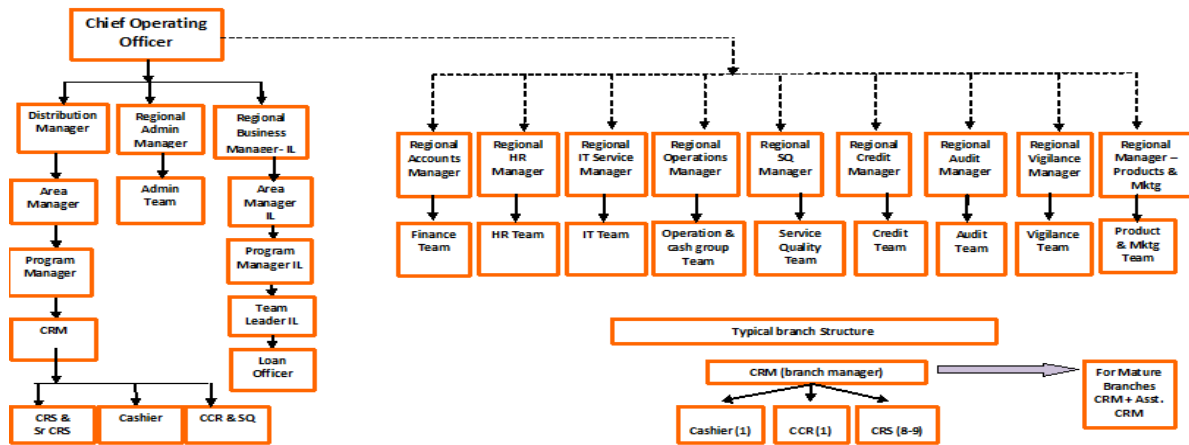 Chief Operating
Officer
Distribution
Manager
Regional
Admin
Manager
Regional
Business
Manager- IL
Regional
Accounts
Manager
Regional
HR
Manager
Regional
IT Service
Manager
Regional
Operations
Manager
Regional
SQ
Manager
Regional
Credit
Manager
Regional
Audit
Manager
Regional
Vigilance
Manager
Regional
Manager –
Products &
Mktg
Area
Manager
Admin
Team
Area
Manager
IL
Finance
Team
HR Team
IT Team
Operation &
cash group
Team
Service
Quality
Team
Credit
Team
Audit
Team
Vigilance
Team
Product
& Mktg
Team
Program
Manager
Program
Manager IL
CRM
Team
Leader IL
Loan
Officer
CRS &
Sr CRS
Cashier
CCR & SQ
Typical branch Structure
CRM (branch manager)
For Mature
Branches
CRM + Asst.
CRM
Cashier (1)
CCR (1)
CRS (8-9)